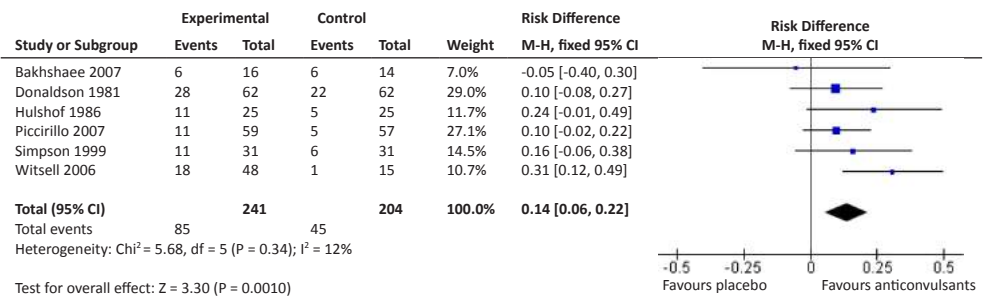 Experimental Control Risk Difference Risk Difference
Study or Subgroup Events Total Events Total Weight M-H, fixed 95% CI M-H, fixed 95% CI
Bakhshaee 2007 6 16 6 14 7.0% -0.05 [-0.40, 0.30]
Donaldson 1981 28 62 22 62 29.0% 0.10 [-0.08, 0.27]
Hulshof 1986 11 25 5 25 11.7% 0.24 [-0.01, 0.49]
Piccirillo 2007 11 59 5 57 27.1% 0.10 [-0.02, 0.22]
Simpson 1999 11 31 6 31 14.5% 0.16 [-0.06, 0.38]
Witsell 2006 18 48 1 15 10.7% 0.31 [0.12, 0.49]
Total (95% CI) 241 204 100.0% 0.14 [0.06, 0.22]
Total events 85 45
Heterogeneity: Chi² = 5.68, df = 5 (P = 0.34); I² = 12%
-0.5 -0.25 0 0.25 0.5
Favours placebo Favours anticonvulsants
Test for overall effect: Z = 3.30 (P = 0.0010)